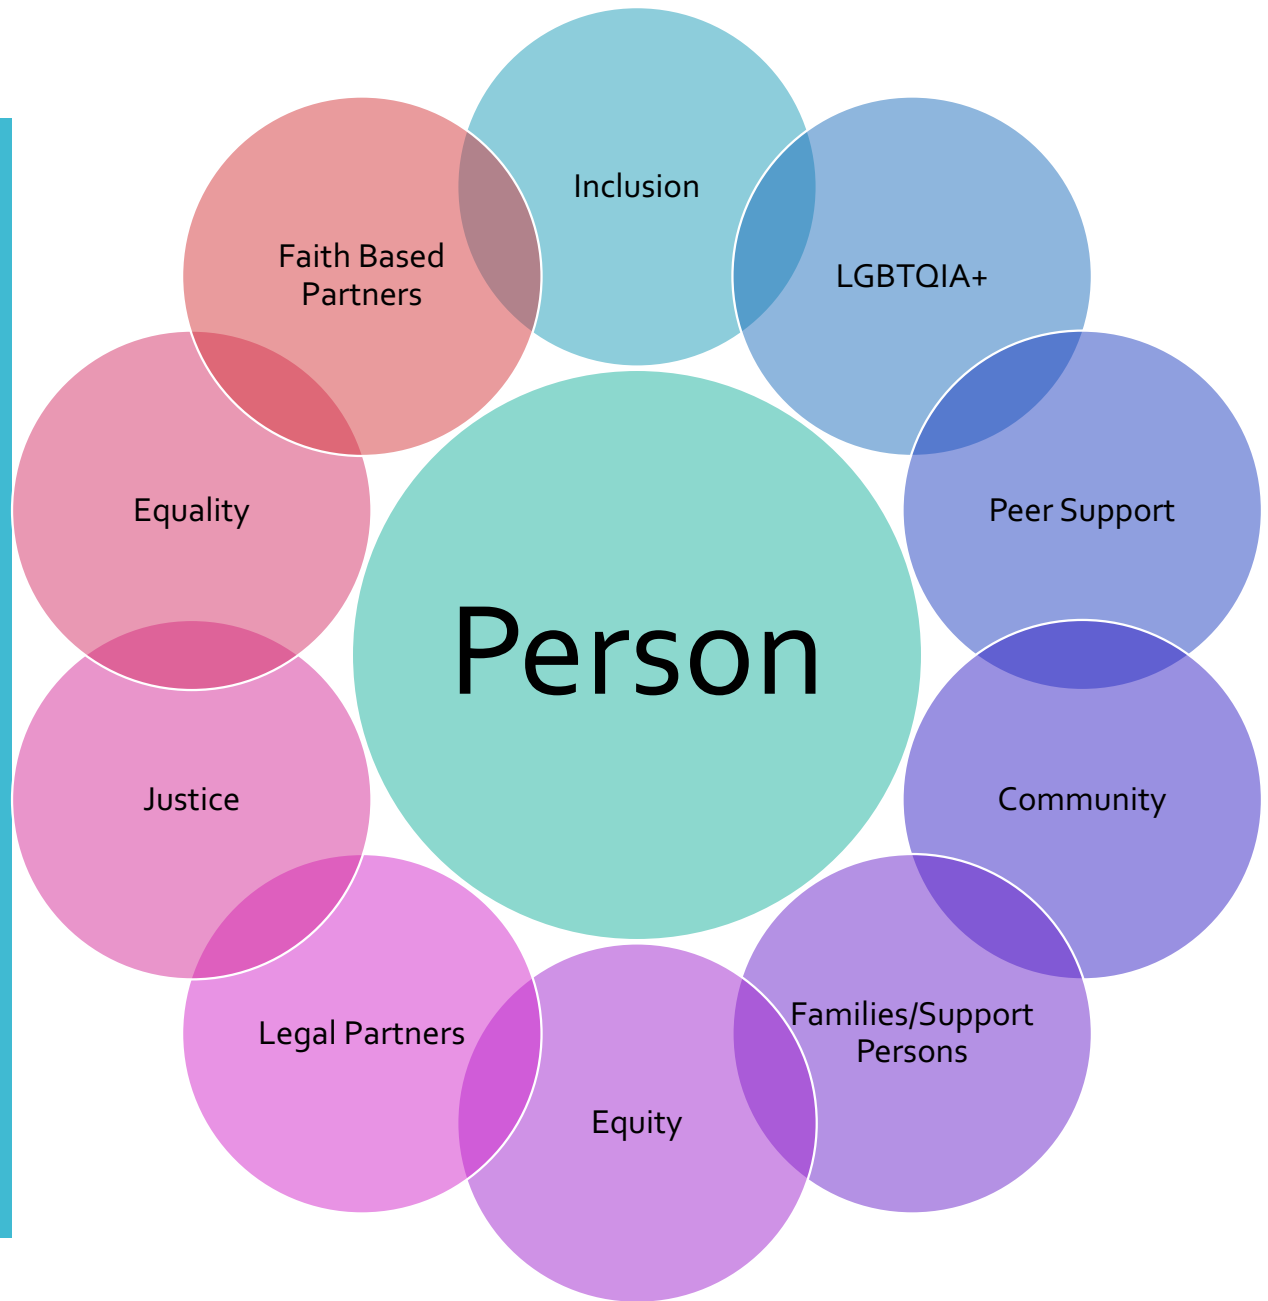 Inclusion
LGBTQIA+
Peer Support
Community
Families/Support
Persons
Equity
Legal Partners
Justice
Equality
Faith Based
Partners
Person